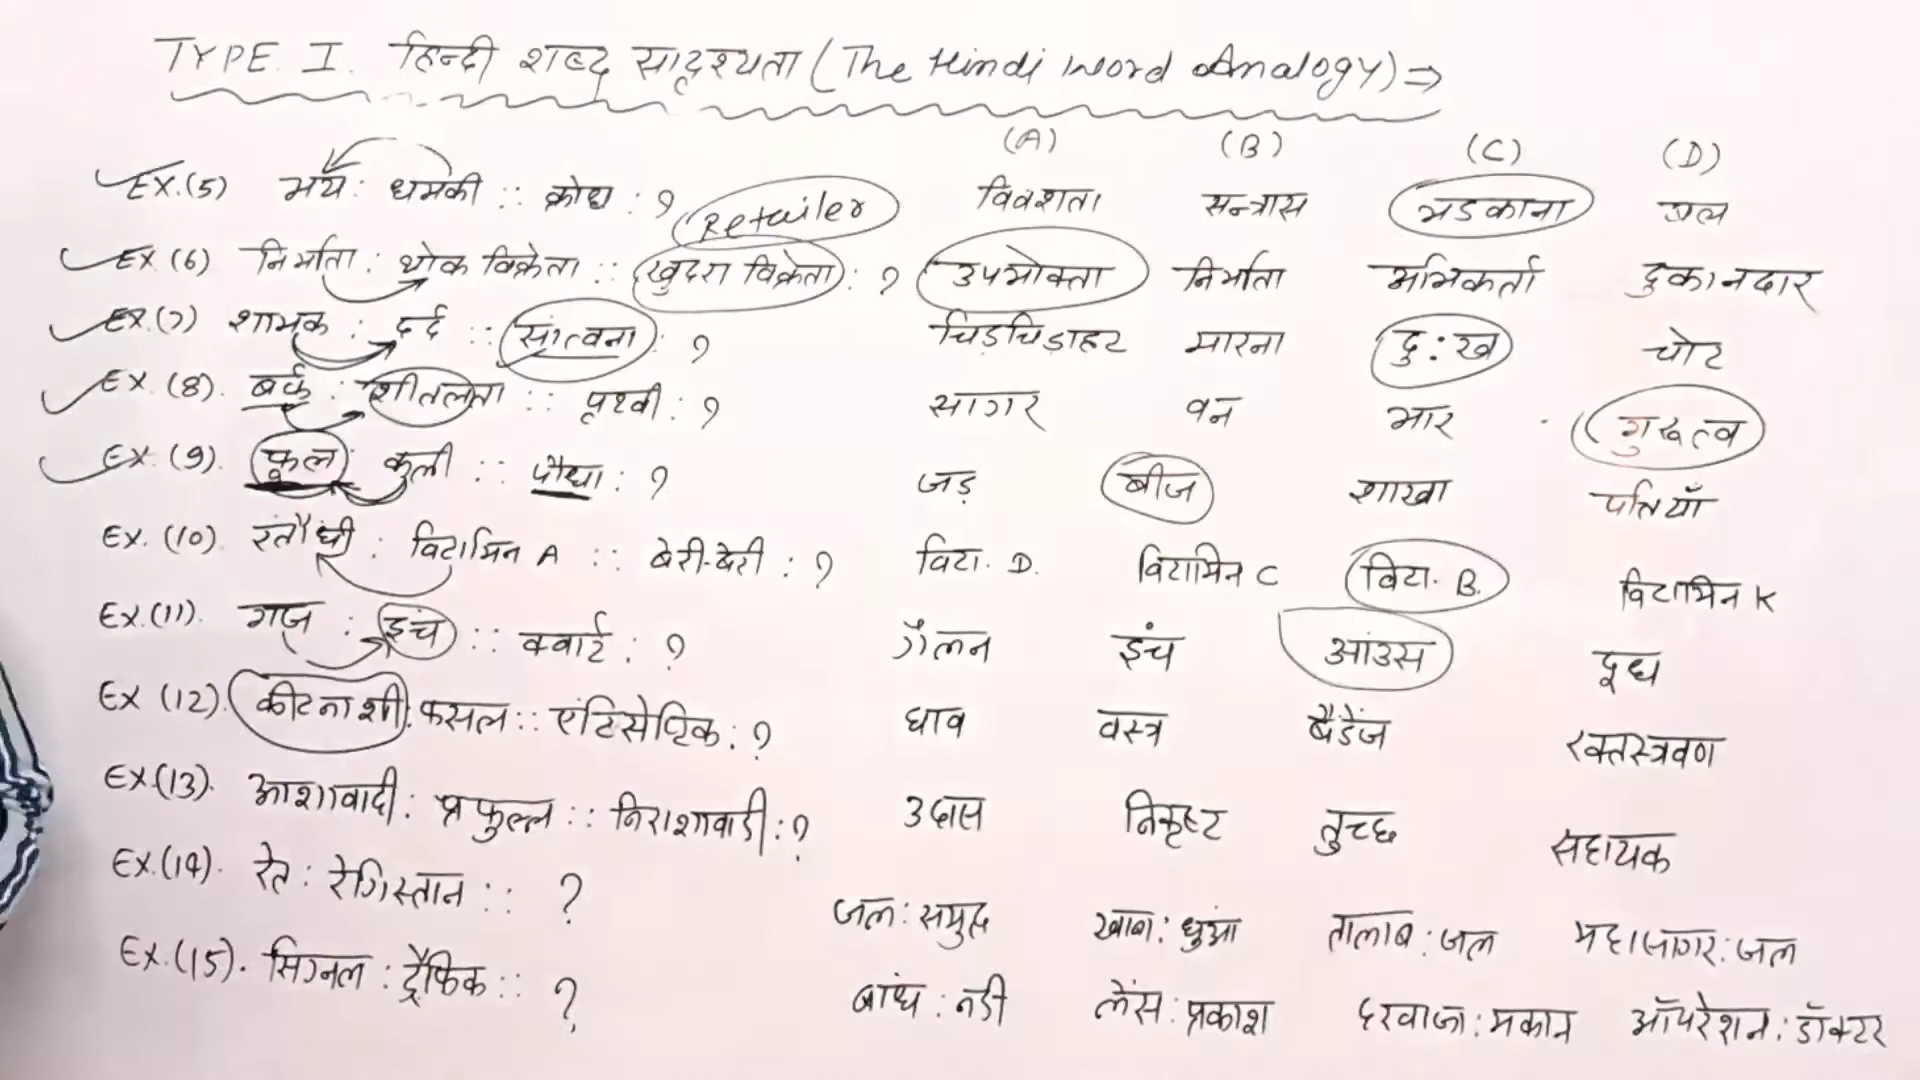 TYPE. I. हिन्दी शब्द सादृश्यता (The Hindi Word Analogy) ⇒
(A) (B) (C) (D)
EX.(5) भय : धमकी :: क्रोध : ? विवशता सन्त्रास भडकाना
Retailer
EX.(6) निर्माता : थोक विक्रेता :: खुदरा विक्रेता : ? उपभोक्ता निर्माता अभिकर्ता दुकानदार
EX.(7) शामक : दर्द :: सांत्वना : ? चिड़चिड़ाहट मारना दु:ख चोट
EX.(8). बर्फ : शीतलता :: पृथ्वी : ? सागर वन भार गुरुत्व
EX.(9). फूल : कली :: पौधा : ? जड़ बीज शाखा पत्तियाँ
EX.(10). रतौंधी : विटामिन A :: बेरी-बेरी : ? विटा. D. विटामिन C विटा. B. विटामिन K
EX.(11). गज : इंच :: क्वार्ट : ? गैलन इंच आंउस दूध
EX (12). कीटनाशी : फसल :: एंटिसेप्टिक : ? घाव वस्त्र बैंडेंज रक्तस्त्रवण
EX.(13). आशावादी : प्रफुल्ल :: निराशावादी : ? उदास निकृष्ट तुच्छ सहायक
EX.(14). रेत : रेगिस्तान :: ? जल : समुद्र : धुंआ तालाब : जल महासागर : जल
EX.(15). सिग्नल : ट्रैफिक :: ? बांध : नदी लेंस : प्रकाश दरवाजा : मकान ऑपरेशन : डॉक्टर